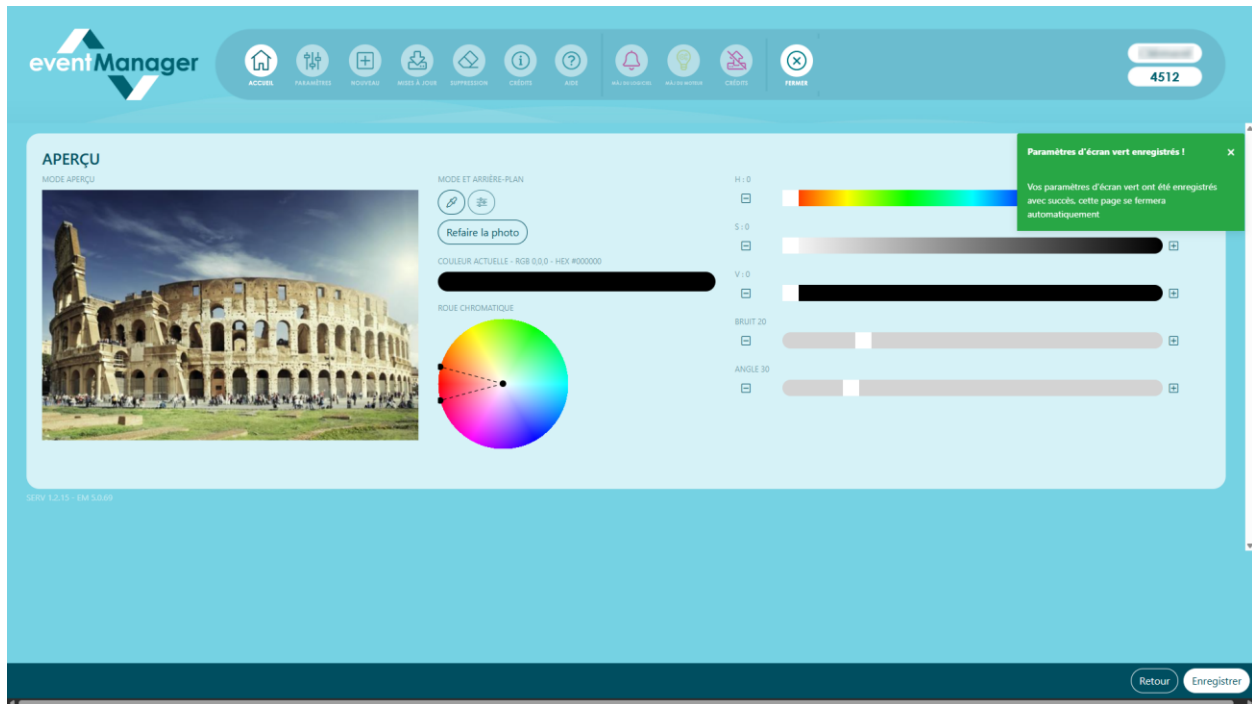 eventManager
ACCUEIL
PARAMÈTRES
NOUVEAU
MISES À JOUR
SUPPRESSION
CRÉDITS
AIDE
CRÉDITS
FERMER
4512
APERÇU
MODE APERÇU
MODE ET ARRIÈRE-PLAN
Refaire la photo
COULEUR ACTUELLE - RGB 0,0,0 - HEX #000000
ROUE CHROMATIQUE
H : 0
S : 0
V : 0
BRUIT 20
ANGLE 30
Paramètres d'écran vert enregistrés !
Vos paramètres d'écran vert ont été enregistrés
avec succès, cette page se fermera
automatiquement
SERV 1.2.15 - EM 5.0.69
Retour
Enregistrer